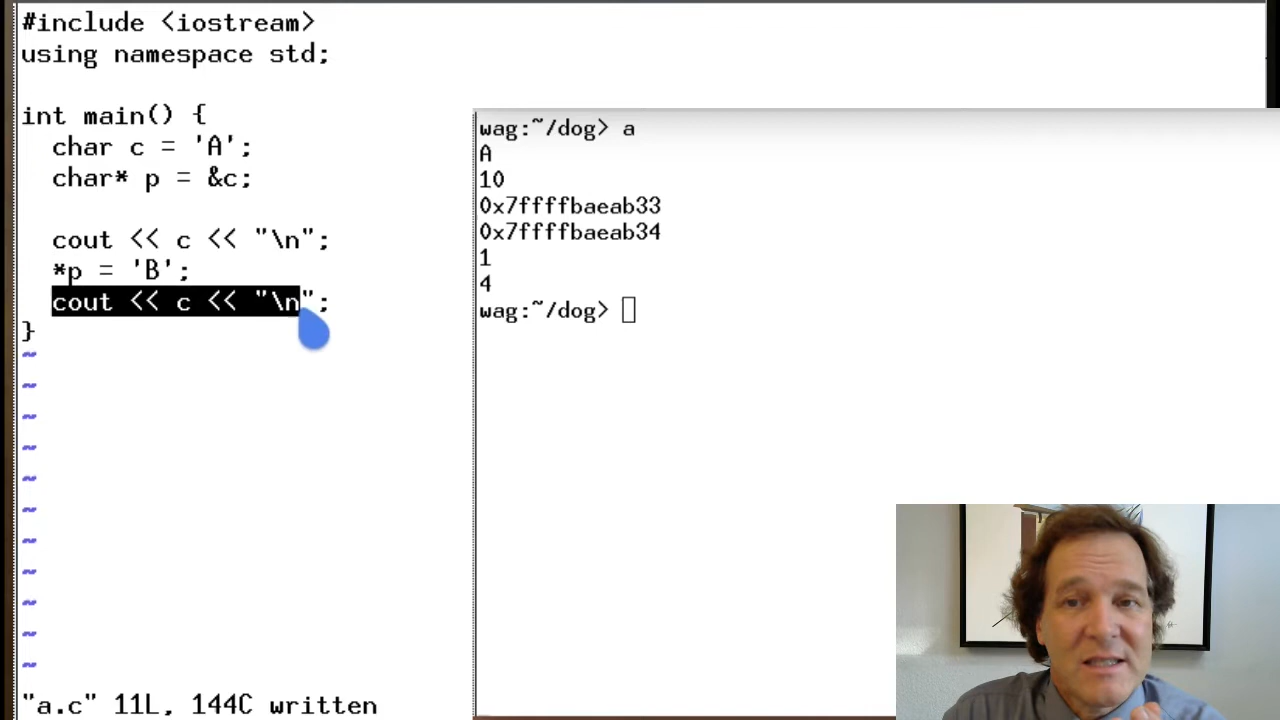 #include <iostream>
using namespace std;
int main() {
char c = 'A';
char* p = &c;
cout << c << "\n";
*p = 'B';
cout << c << "\n";
}
~
~
~
~
~
~
~
~
~
~
~
"a.c" 11L, 144C written
wag:~/dog> a
A
10
0x7ffffbaeab33
0x7ffffbaeab34
1
4
wag:~/dog>